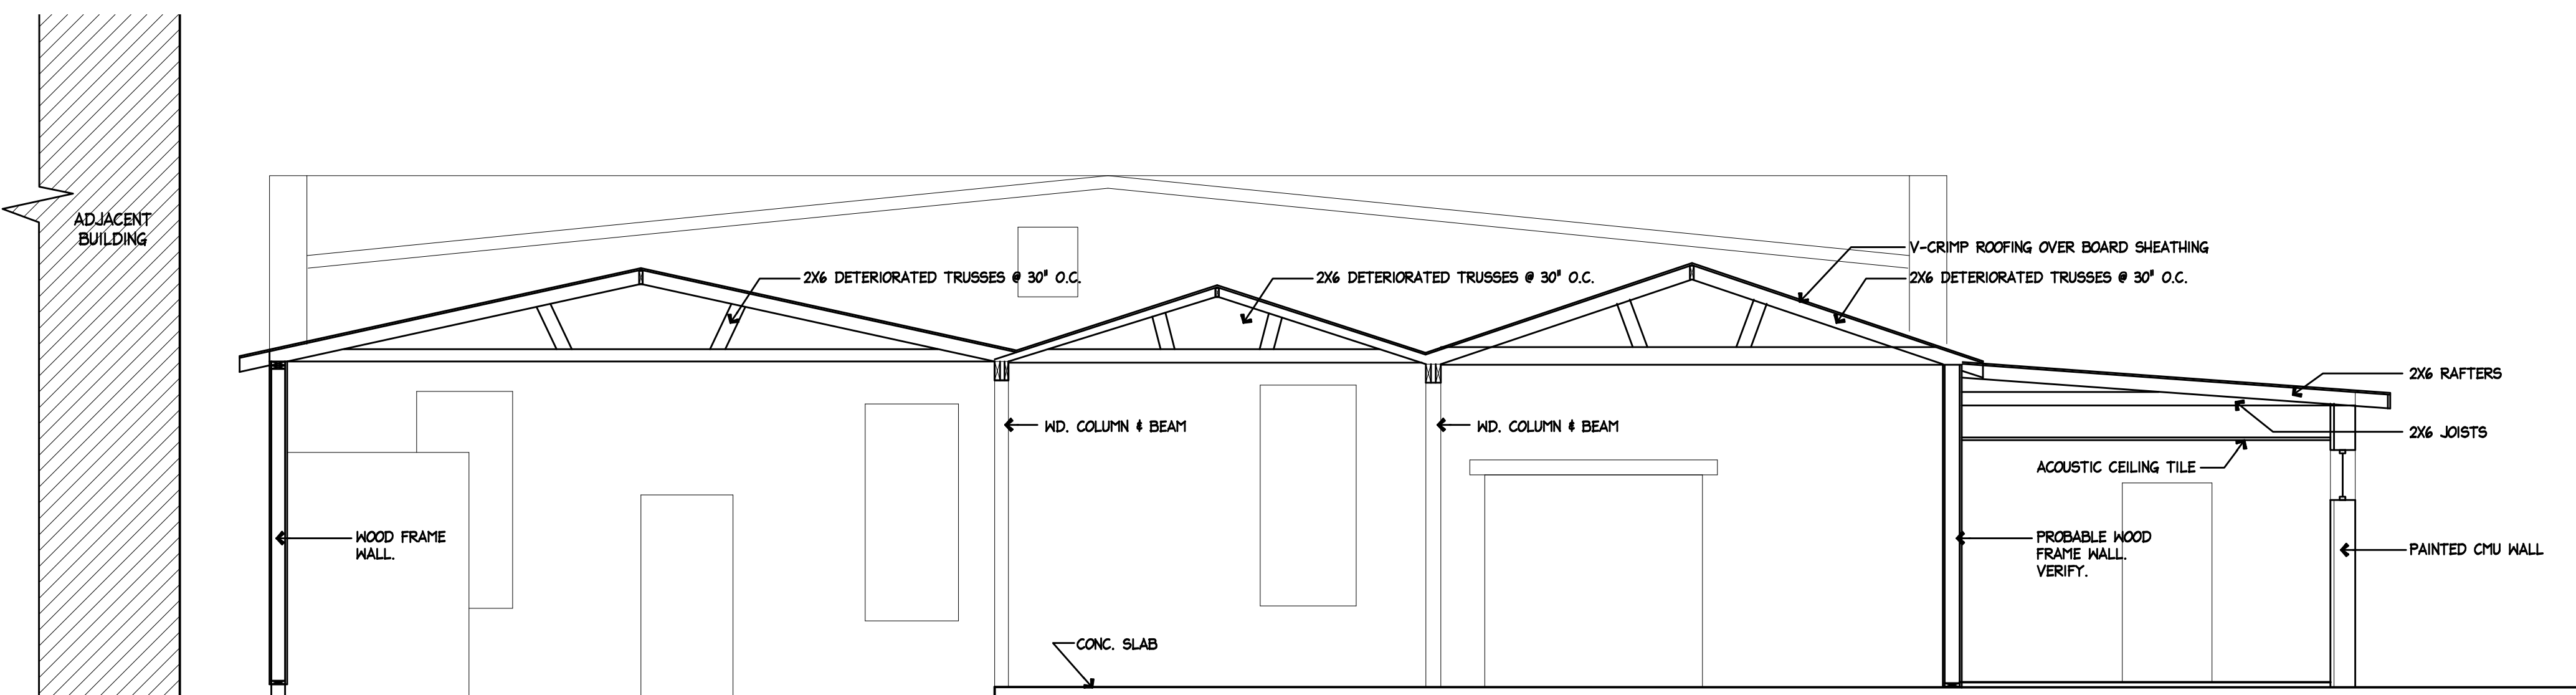 ADJACENT
BUILDING
V-CRIMP ROOFING OVER BOARD SHEATHING
2X6 DETERIORATED TRUSSES @ 30" O.C.
2X6 DETERIORATED TRUSSES @ 30" O.C.
2X6 DETERIORATED TRUSSES @ 30" O.C.
2X6 RAFTERS
WD. COLUMN & BEAM
WD. COLUMN & BEAM
2X6 JOISTS
ACOUSTIC CEILING TILE
WOOD FRAME
WALL.
PROBABLE WOOD
FRAME WALL.
VERIFY.
PAINTED CMU WALL
CONC. SLAB